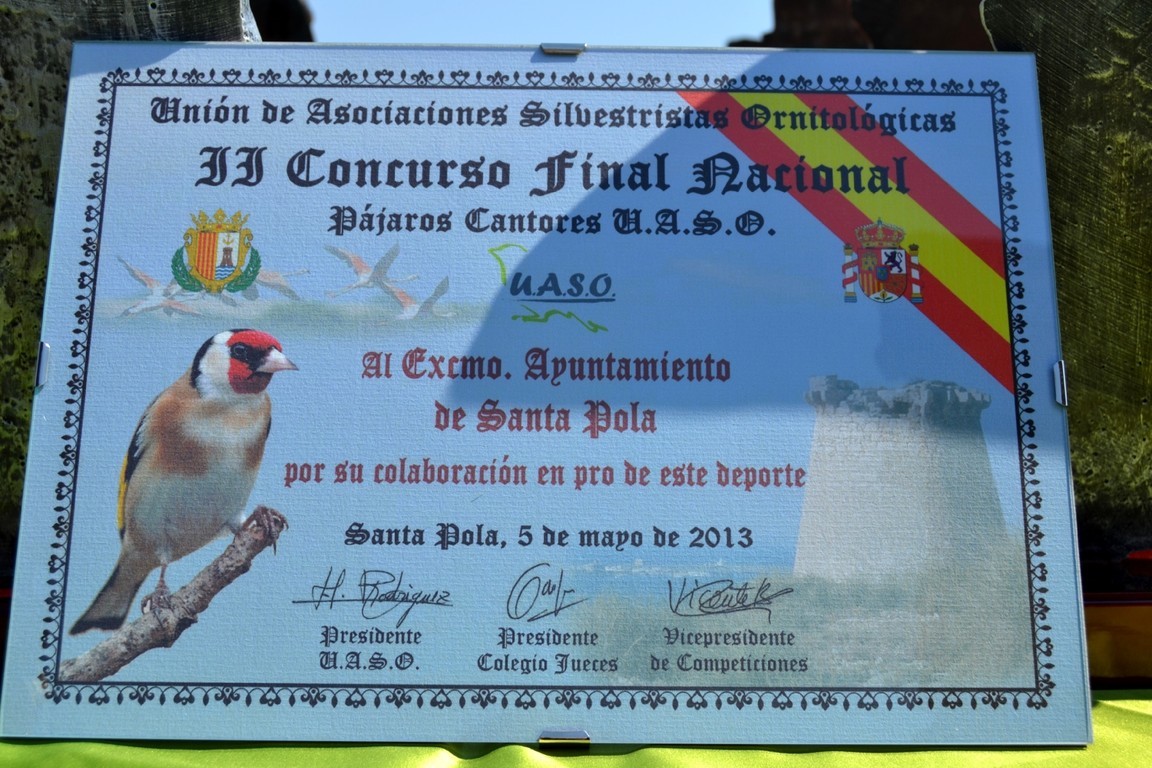 Unión de Asociaciones Silvestristas Ornitológicas
II Concurso Final Nacional
Pájaros Cantores U.A.S.O.
U.A.S.O.
Al Excmo. Ayuntamiento
de Santa Pola
por su colaboración en pro de este deporte
Santa Pola, 5 de mayo de 2013
H. Rodriguez
Presidente Presidente Vicepresidente
U.A.S.O. Colegio Jueces de Competiciones